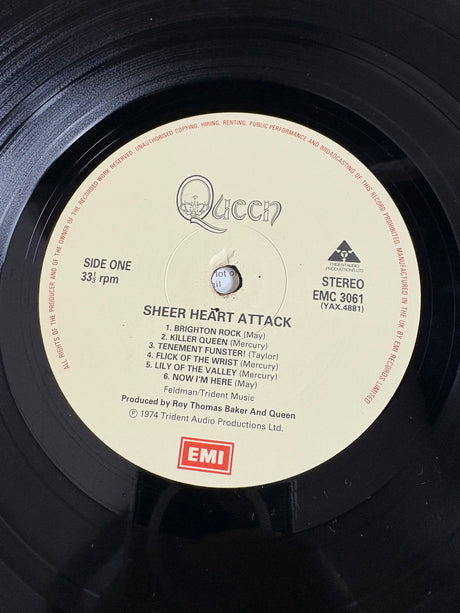 ALL RIGHTS OF THE PRODUCER AND OF THE OWNER OF THE RECORDED WORK RESERVED. UNAUTHORISED COPYING, HIRING, RENTING, PUBLIC PERFORMANCE AND BROADCASTING OF THIS RECORD PROHIBITED. MANUFACTURED IN THE UK BY EMI RECORDS LIMITED
Queen
TRIDENT AUDIO
PRODUCTIONS LTD
SIDE ONE
33⅓ rpm
STEREO
EMC 3061
(YAX.4881)
lot o
SHEER HEART ATTACK
1. BRIGHTON ROCK (May)
2. KILLER QUEEN (Mercury)
3. TENEMENT FUNSTER! (Taylor)
4. FLICK OF THE WRIST (Mercury)
5. LILY OF THE VALLEY (Mercury)
6. NOW I'M HERE (May)
Feldman/Trident Music
Produced by Roy Thomas Baker And Queen
℗ 1974 Trident Audio Productions Ltd.
EMI